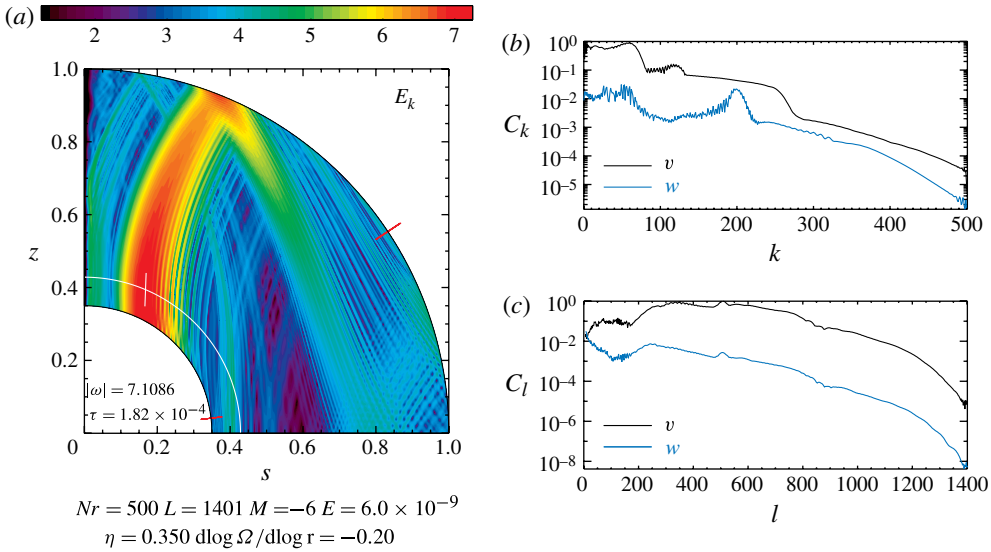 (a)
2 3 4 5 6 7
E_k
1.0
0.8
0.6
z
0.4
0.2
|ω| = 7.1086
τ = 1.82 × 10⁻⁴
0 0.2 0.4 0.6 0.8 1.0
s
Nr = 500 L = 1401 M =−6 E = 6.0 × 10⁻⁹
η = 0.350 dlog Ω/dlog r = −0.20
(b)
10⁰
10⁻¹
10⁻²
C_k
10⁻³
10⁻⁴
10⁻⁵
v
w
0 100 200 300 400 500
k
(c)
10⁰
10⁻²
C_l
10⁻⁴
10⁻⁶
10⁻⁸
v
w
0 200 400 600 800 1000 1200 1400
l